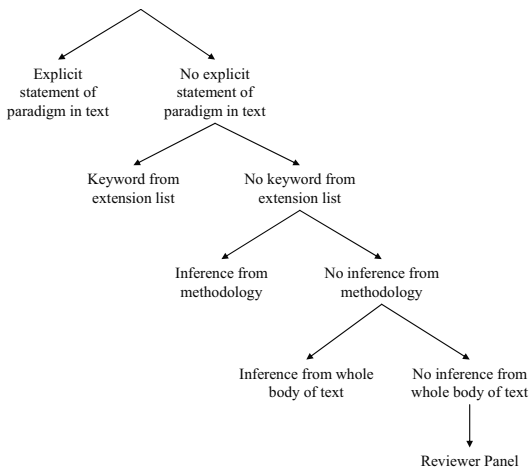 Explicit
statement of
paradigm in text
No explicit
statement of
paradigm in text
Keyword from
extension list
No keyword from
extension list
Inference from
methodology
No inference from
methodology
Inference from whole
body of text
No inference from
whole body of text
Reviewer Panel